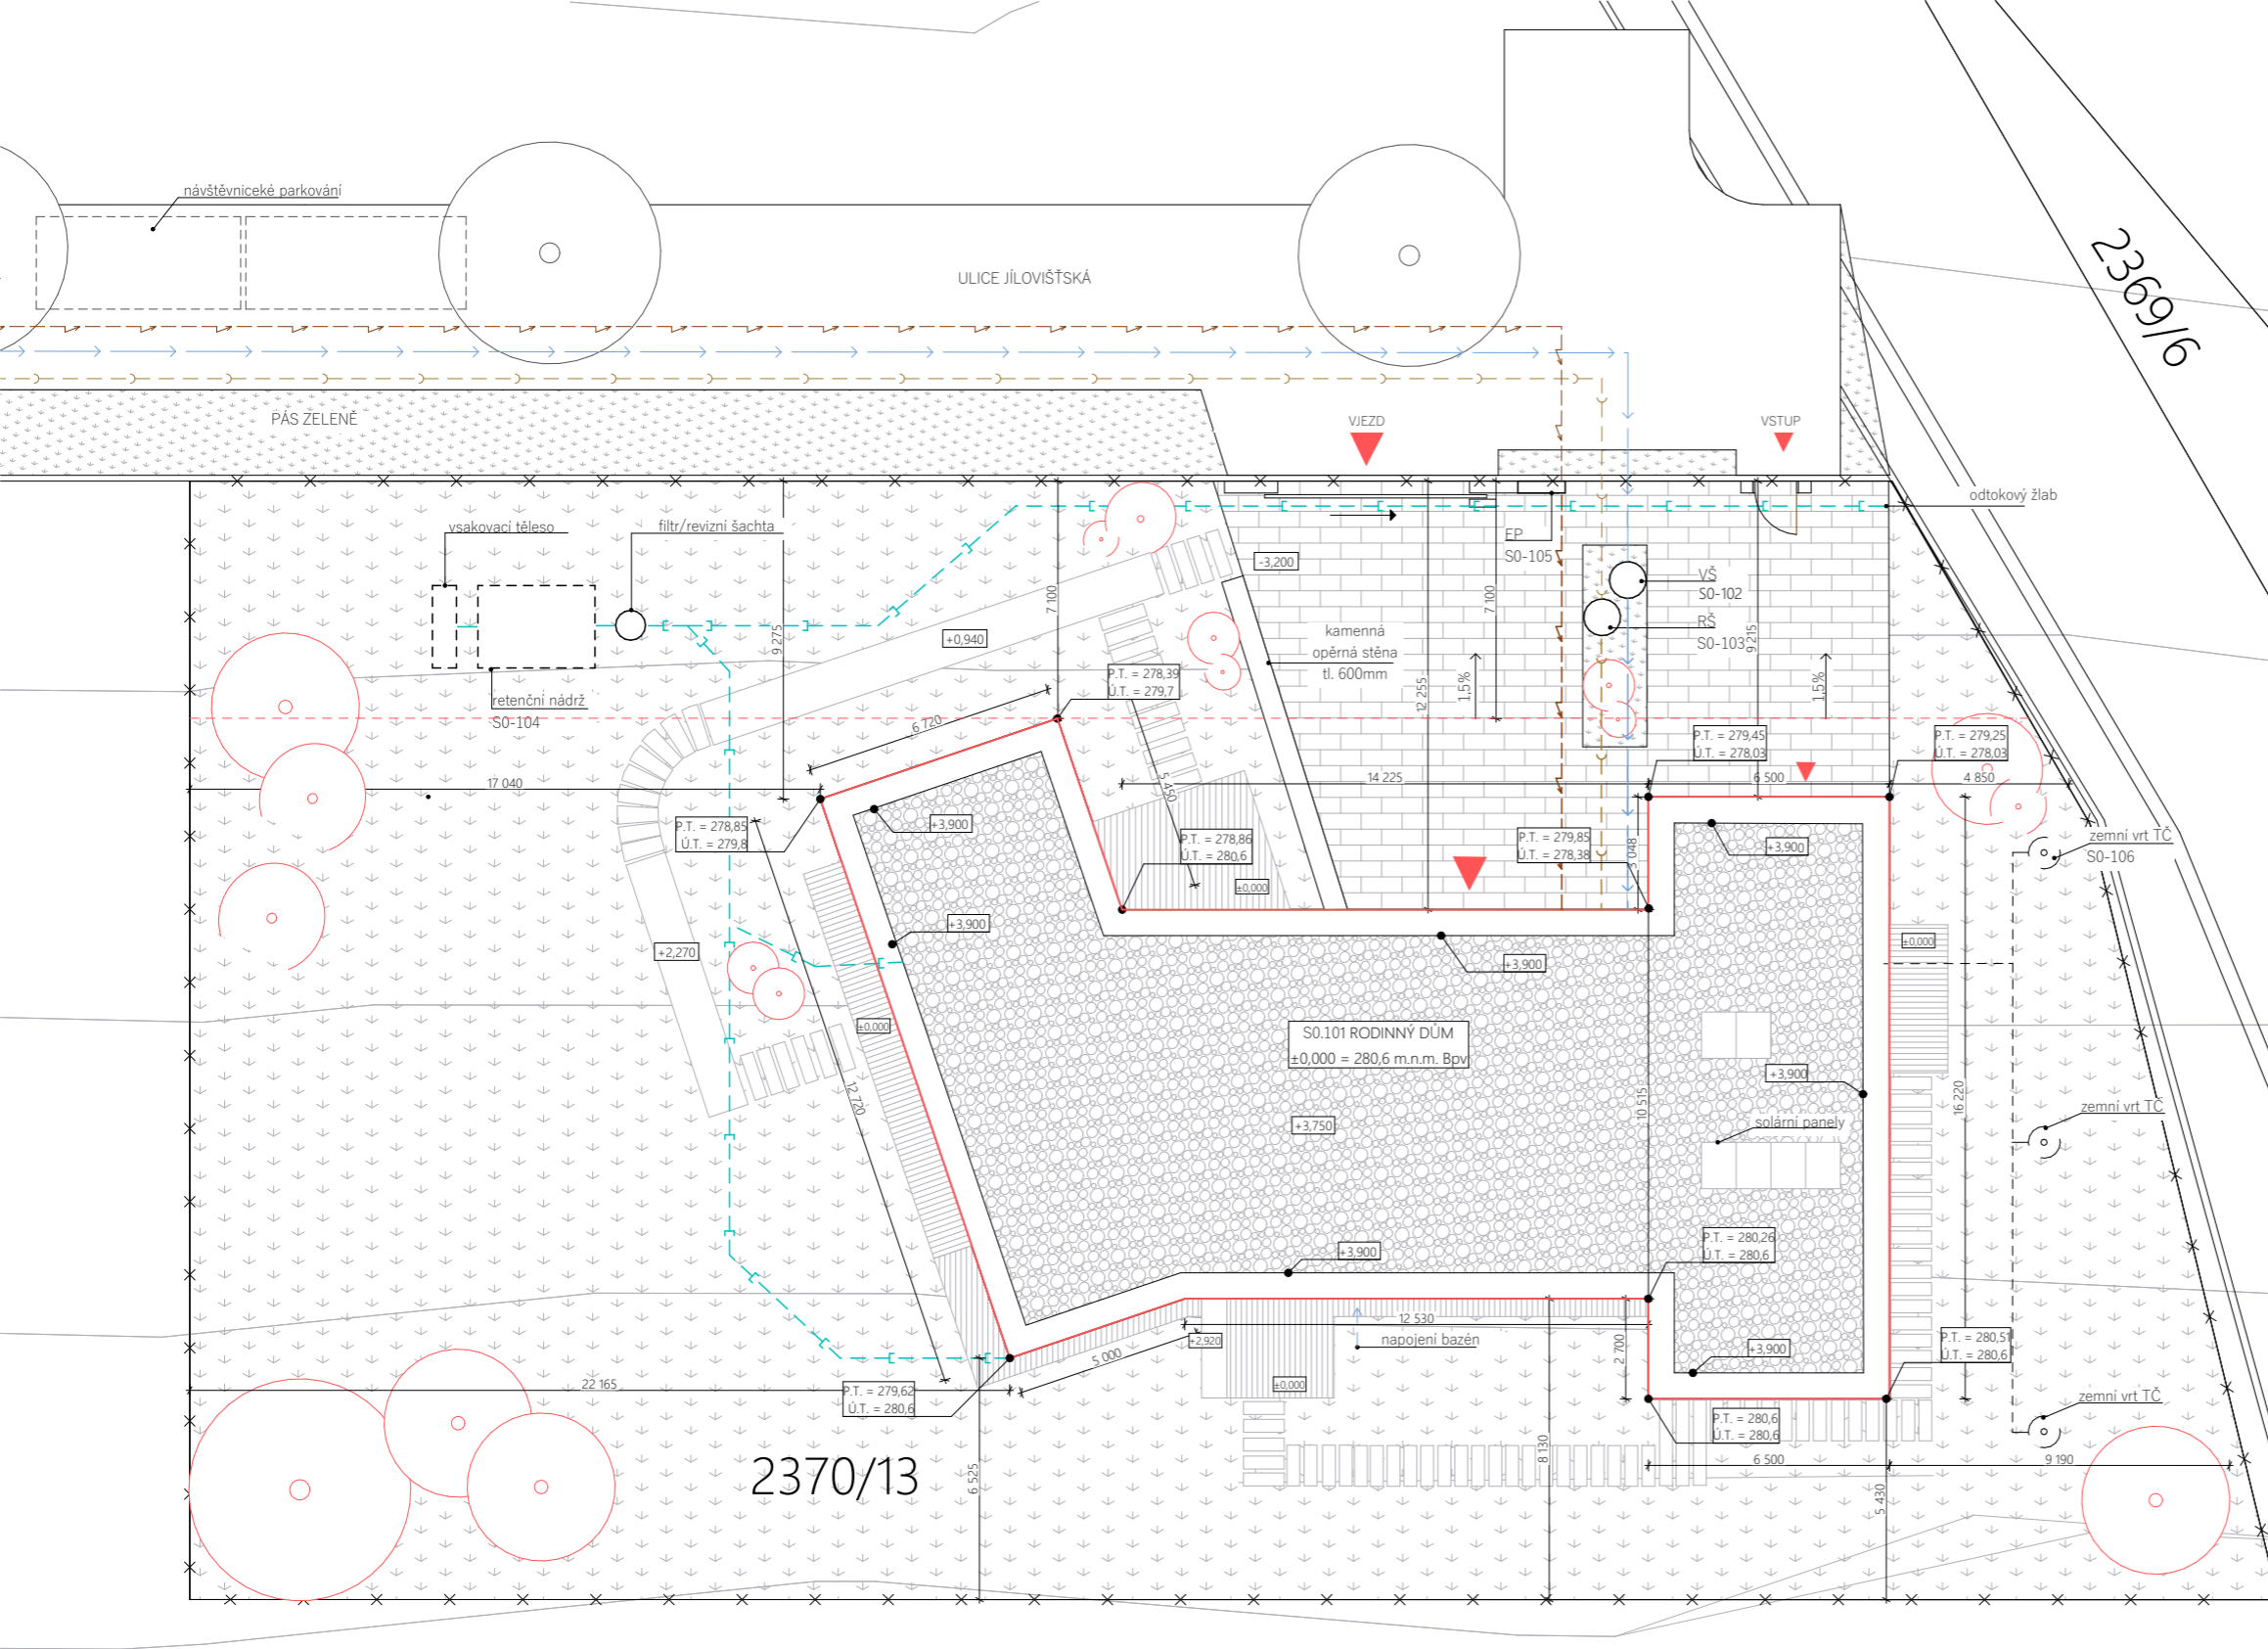 návštěvniceké parkování
ULICE JÍLOVIŠŤSKÁ
2369/6
PÁS ZELENĚ
VJEZD
VSTUP
odtokový žlab
vsakovací těleso
filtr/revizní šachta
EP
S0-105
-3,200
VŠ
S0-102
RŠ
S0-103
9 275
7 100
7 100
9 215
+0,940
kamenná
opěrná stěna
tl. 600mm
12 255
1,5%
1,5%
P.T. = 278,39
Ú.T. = 279,7
retenční nádrž
S0-104
6 720
P.T. = 279,45
Ú.T. = 278,03
P.T. = 279,25
Ú.T. = 278,03
17 040
5 450
14 225
6 500
4 850
P.T. = 278,85
Ú.T. = 279,8
+3,900
P.T. = 278,86
Ú.T. = 280,6
P.T. = 279,85
Ú.T. = 278,38
3 048
+3,900
zemní vrt TČ
S0-106
±0,000
+3,900
+2,270
+3,900
±0,000
±0,000
S0.101 RODINNÝ DŮM
±0,000 = 280,6 m.n.m. Bpv
+3,900
12 720
10 515
16 220
zemní vrt TČ
+3,750
solární panely
P.T. = 280,26
Ú.T. = 280,6
+3,900
12 530
+2,920
napojení bazén
2 700
+3,900
P.T. = 280,51
Ú.T. = 280,6
5 000
22 165
P.T. = 279,62
Ú.T. = 280,6
±0,000
zemní vrt TČ
P.T. = 280,6
Ú.T. = 280,6
2370/13
6 525
8 130
6 500
9 190
5 430